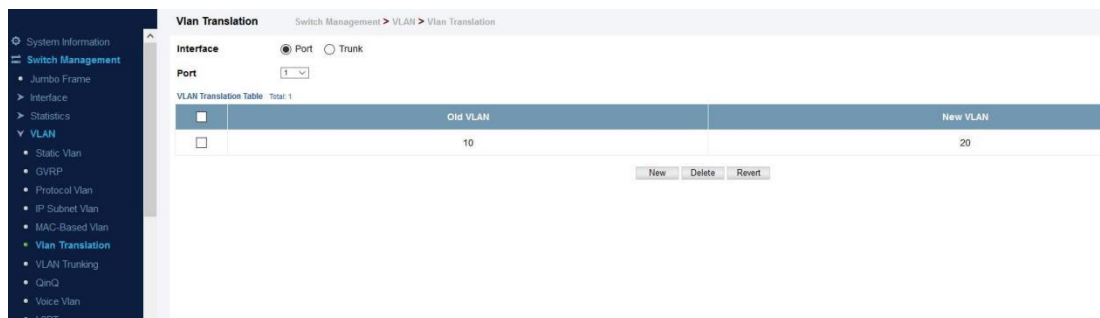 Vlan Translation Switch Management > VLAN > Vlan Translation
System Information
Switch Management
Jumbo Frame
Interface
Statistics
VLAN
Static Vlan
GVRP
Protocol Vlan
IP Subnet Vlan
MAC-Based Vlan
Vlan Translation
VLAN Trunking
QinQ
Voice Vlan
Interface Port Trunk
Port 1
VLAN Translation Table Total: 1
Old VLAN New VLAN
10 20
New Delete Revert